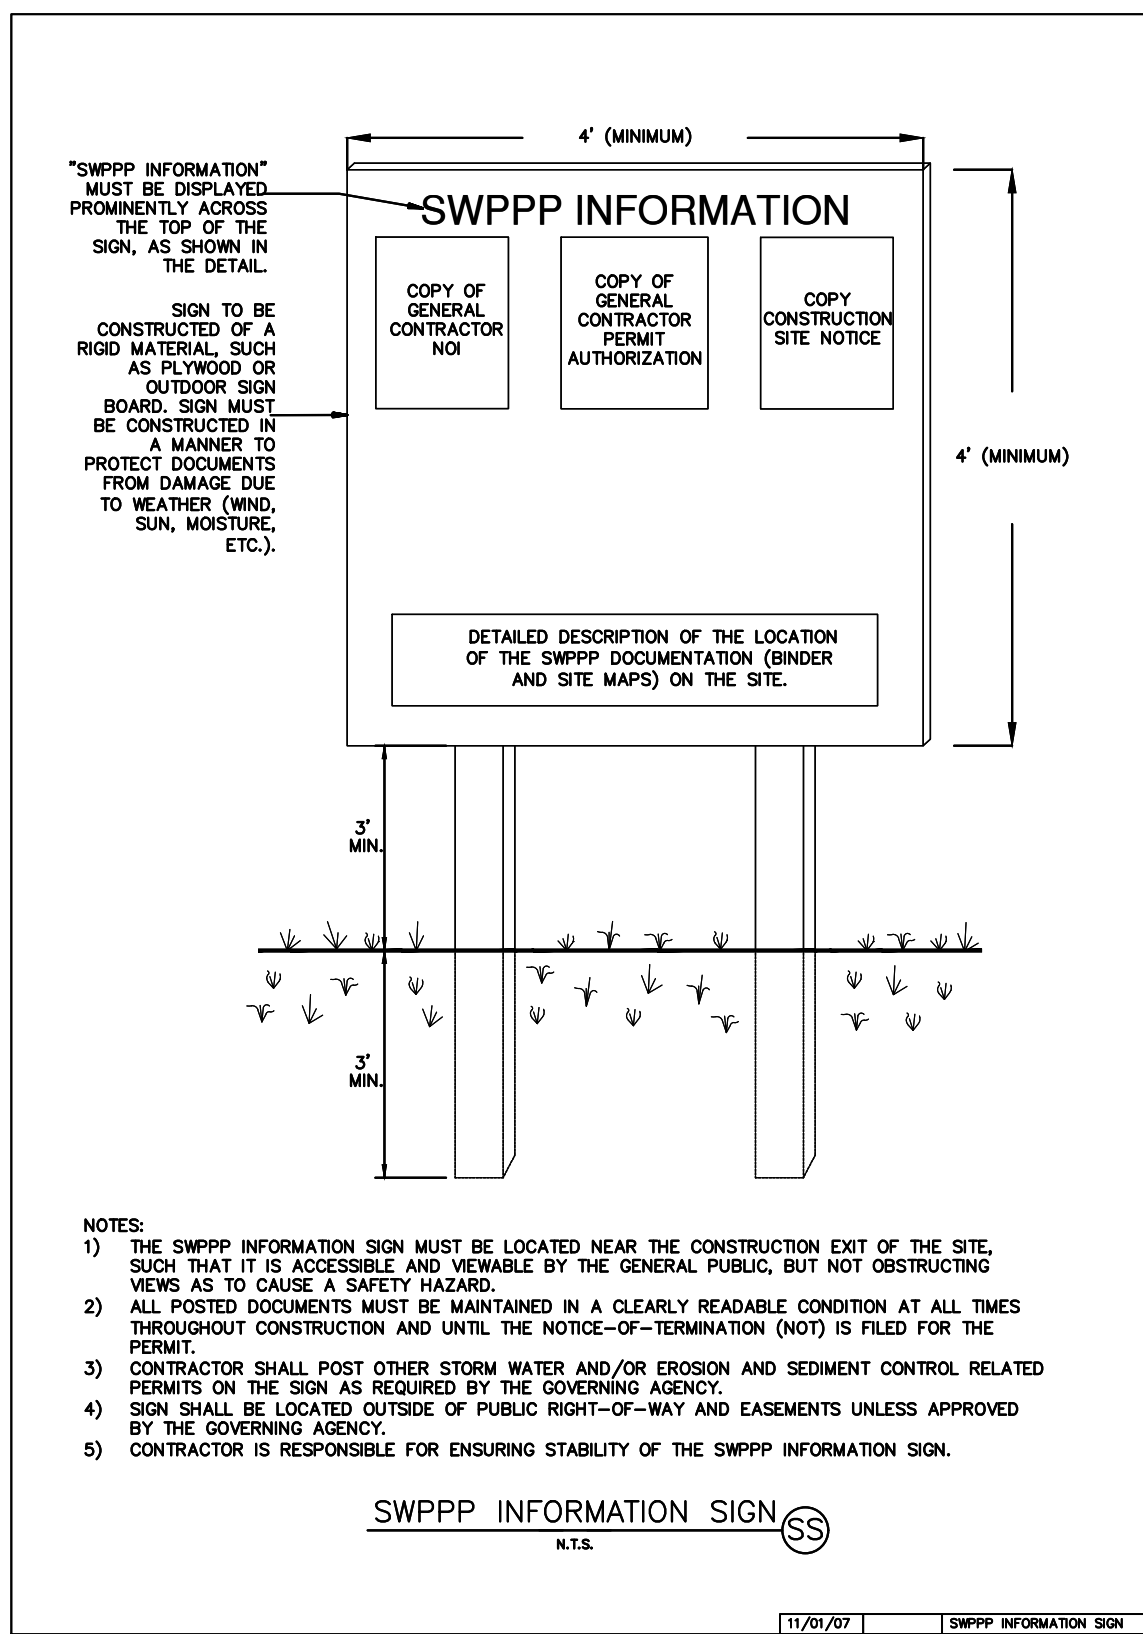 4' (MINIMUM)
"SWPPP INFORMATION"
MUST BE DISPLAYED
PROMINENTLY ACROSS
THE TOP OF THE
SIGN, AS SHOWN IN
THE DETAIL.
SWPPP INFORMATION
COPY OF
GENERAL
CONTRACTOR
NOI
COPY OF
GENERAL
CONTRACTOR
PERMIT
AUTHORIZATION
COPY
CONSTRUCTION
SITE NOTICE
SIGN TO BE
CONSTRUCTED OF A
RIGID MATERIAL, SUCH
AS PLYWOOD OR
OUTDOOR SIGN
BOARD. SIGN MUST
BE CONSTRUCTED IN
A MANNER TO
PROTECT DOCUMENTS
FROM DAMAGE DUE
TO WEATHER (WIND,
SUN, MOISTURE,
ETC.).
4' (MINIMUM)
DETAILED DESCRIPTION OF THE LOCATION
OF THE SWPPP DOCUMENTATION (BINDER
AND SITE MAPS) ON THE SITE.
3'
MIN.
3'
MIN.
NOTES:
1) THE SWPPP INFORMATION SIGN MUST BE LOCATED NEAR THE CONSTRUCTION EXIT OF THE SITE,
SUCH THAT IT IS ACCESSIBLE AND VIEWABLE BY THE GENERAL PUBLIC, BUT NOT OBSTRUCTING
VIEWS AS TO CAUSE A SAFETY HAZARD.
2) ALL POSTED DOCUMENTS MUST BE MAINTAINED IN A CLEARLY READABLE CONDITION AT ALL TIMES
THROUGHOUT CONSTRUCTION AND UNTIL THE NOTICE-OF-TERMINATION (NOT) IS FILED FOR THE
PERMIT.
3) CONTRACTOR SHALL POST OTHER STORM WATER AND/OR EROSION AND SEDIMENT CONTROL RELATED
PERMITS ON THE SIGN AS REQUIRED BY THE GOVERNING AGENCY.
4) SIGN SHALL BE LOCATED OUTSIDE OF PUBLIC RIGHT-OF-WAY AND EASEMENTS UNLESS APPROVED
BY THE GOVERNING AGENCY.
5) CONTRACTOR IS RESPONSIBLE FOR ENSURING STABILITY OF THE SWPPP INFORMATION SIGN.
SWPPP INFORMATION SIGN SS
N.T.S.
11/01/07 SWPPP INFORMATION SIGN